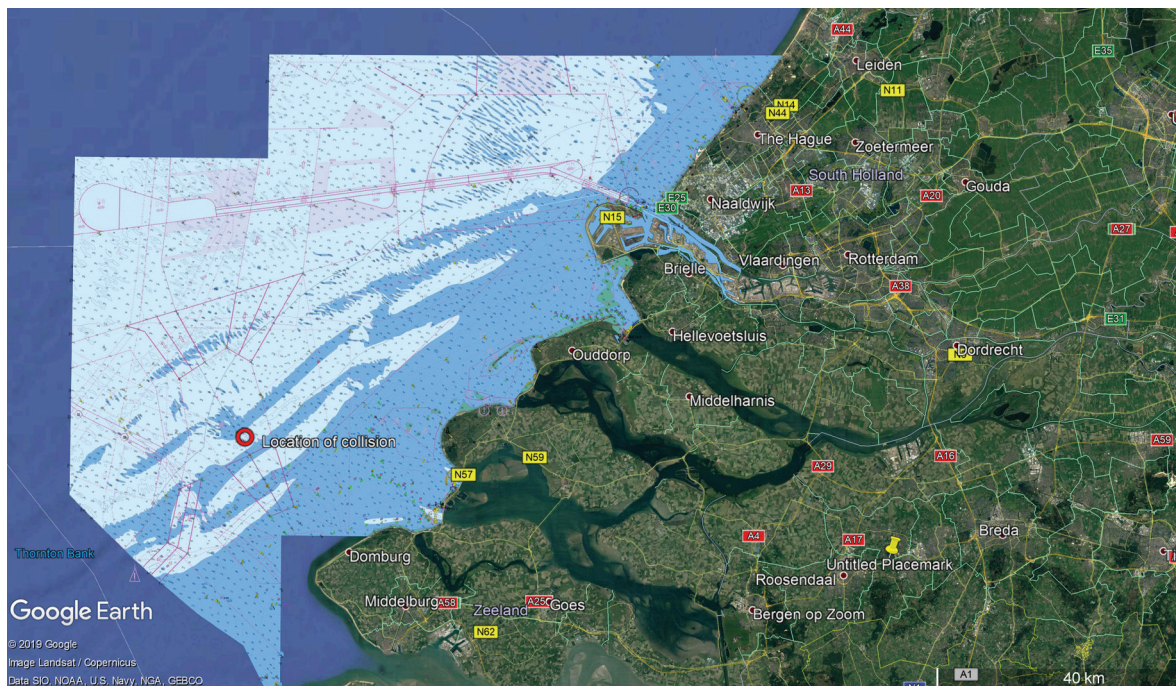 A44
E35
Leiden
N11
N14
N44
The Hague
Zoetermeer
South Holland
Gouda
A13
A20
E25
Naaldwijk
E30
N15
A27
Vlaardingen
Rotterdam
Brielle
A38
E31
Hellevoetsluis
Dordrecht
Ouddorp
Middelharnis
Location of collision
A59
N59
A16
A29
N57
Breda
A4
A17
Thornton Bank
Domburg
Untitled Placemark
Roosendaal
Middelburg
A58
Zeeland
A25
Goes
Bergen op Zoom
N62
Google Earth
© 2019 Google
Image Landsat / Copernicus
Data SIO, NOAA, U.S. Navy, NGA, GEBCO
A1
40 km